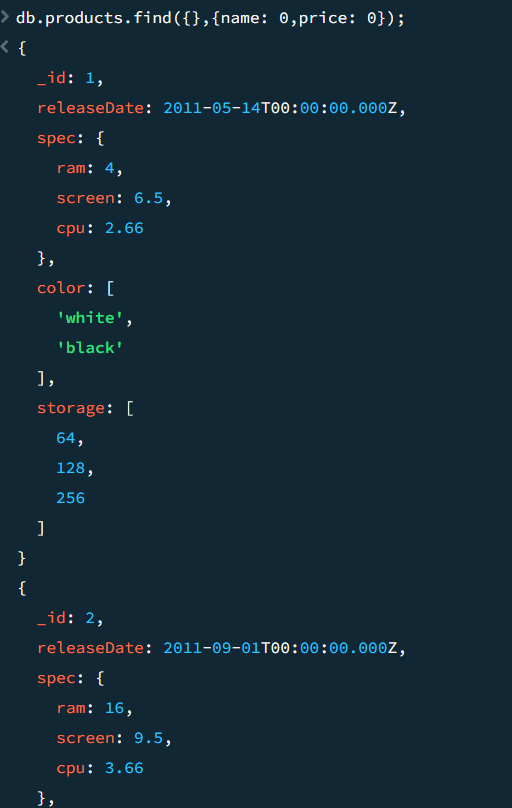 db.products.find({},{name: 0,price: 0});
{
_id: 1,
releaseDate: 2011-05-14T00:00:00.000Z,
spec: {
ram: 4,
screen: 6.5,
cpu: 2.66
},
color: [
'white',
'black'
],
storage: [
64,
128,
256
]
}
{
_id: 2,
releaseDate: 2011-09-01T00:00:00.000Z,
spec: {
ram: 16,
screen: 9.5,
cpu: 3.66
},